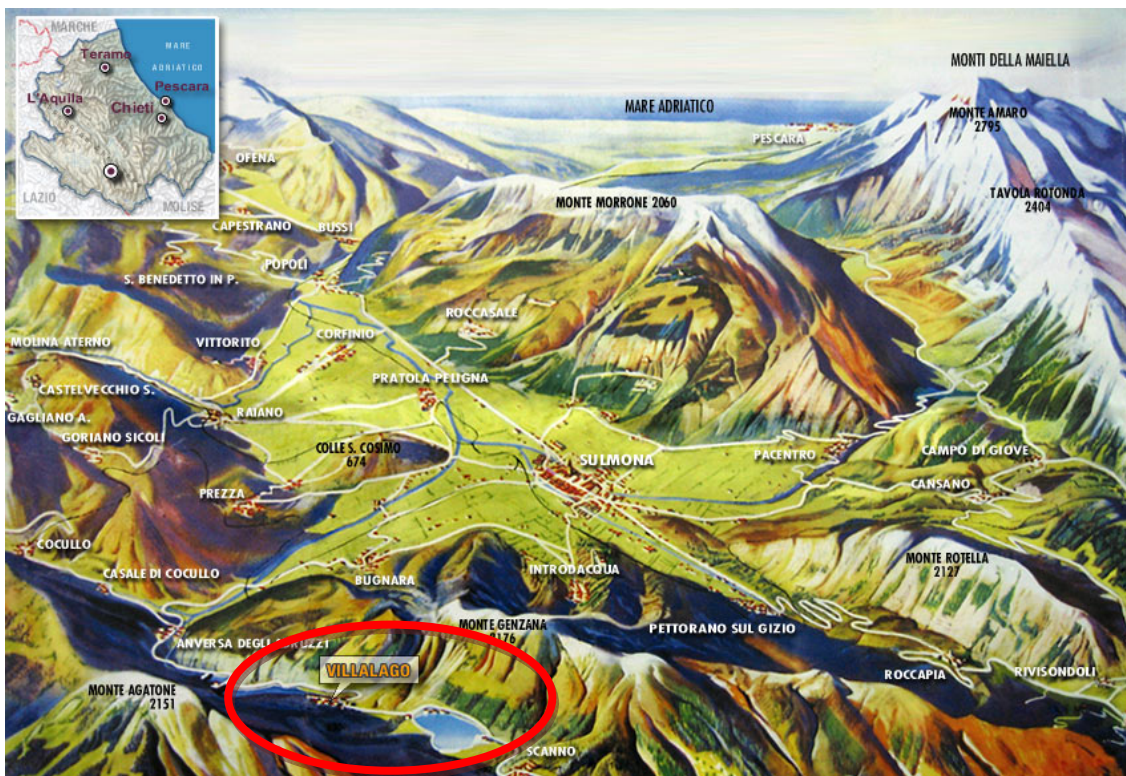 MARCHE
MARE
ADRIATICO
Teramo
Pescara
L'Aquila
Chieti
LAZIO
MOLISE
MONTI DELLA MAIELLA
MARE ADRIATICO
MONTE AMARO
2795
PESCARA
OFENA
TAVOLA ROTONDA
2404
MONTE MORRONE 2060
CAPESTRANO
BUSSI
POPOLI
S. BENEDETTO IN P.
ROCCASALE
CORFINIO
MOLINA ATERNO
VITTORITO
PRATOLA PELIGNA
CASTELVECCHIO S.
GAGLIANO A.
RAIANO
GORIANO SICOLI
COLLE S. COSIMO
674
SULMONA
PACENTRO
CAMPO DI GIOVE
CANSANO
PREZZA
COCULLO
MONTE ROTELLA
2127
CASALE DI COCULLO
BUGNARA
INTRODACQUA
MONTE GENZANA
2176
PETTORANO SUL GIZIO
ANVERSA DEGLI ABRUZZI
VILLALAGO
ROCCAPIA
RIVISONDOLI
MONTE AGATONE
2151
SCANNO